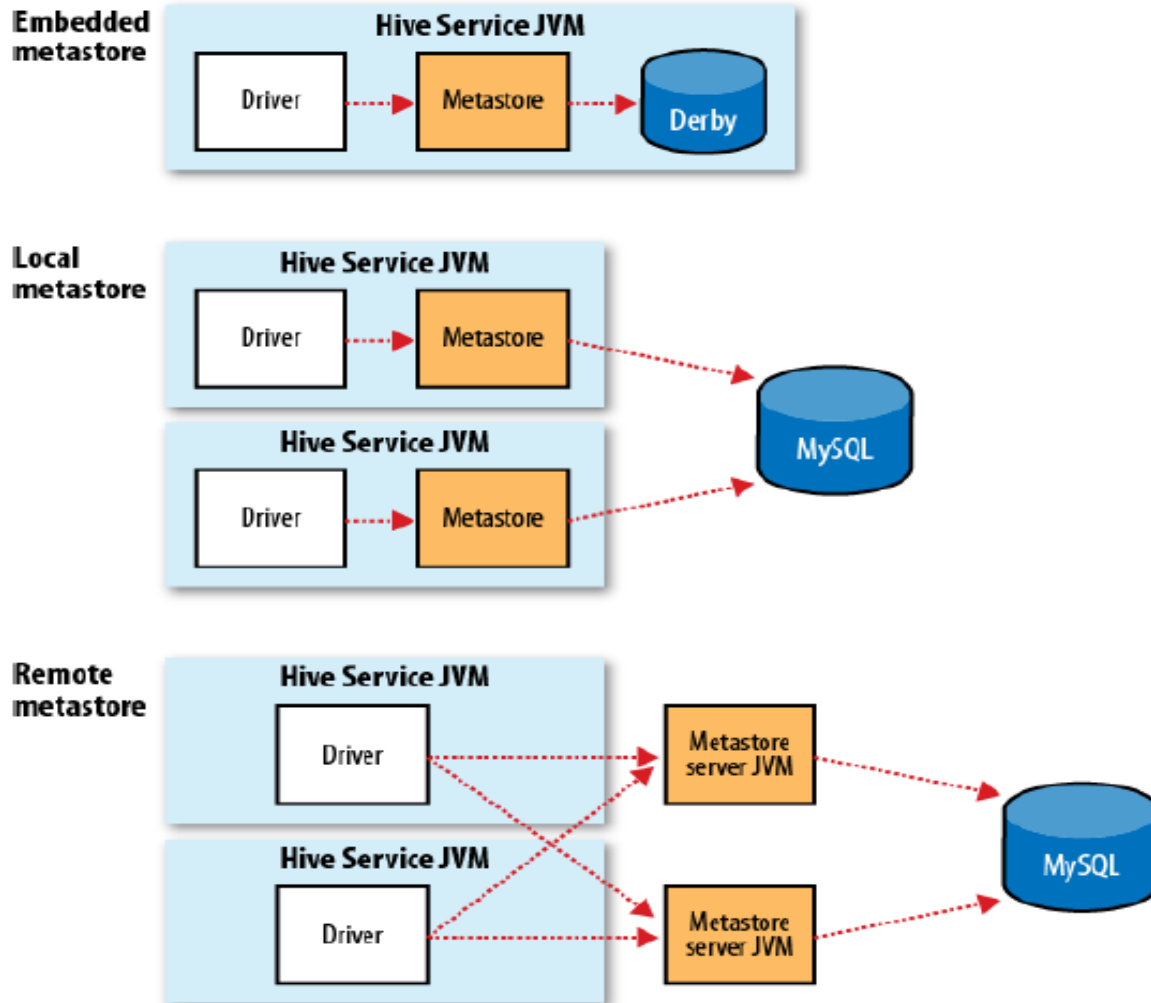 Embedded
metastore
Hive Service JVM
Driver
Metastore
Derby
Local
metastore
Hive Service JVM
Driver
Metastore
Hive Service JVM
Driver
Metastore
MySQL
Remote
metastore
Hive Service JVM
Driver
Metastore
server JVM
Hive Service JVM
Driver
Metastore
server JVM
MySQL